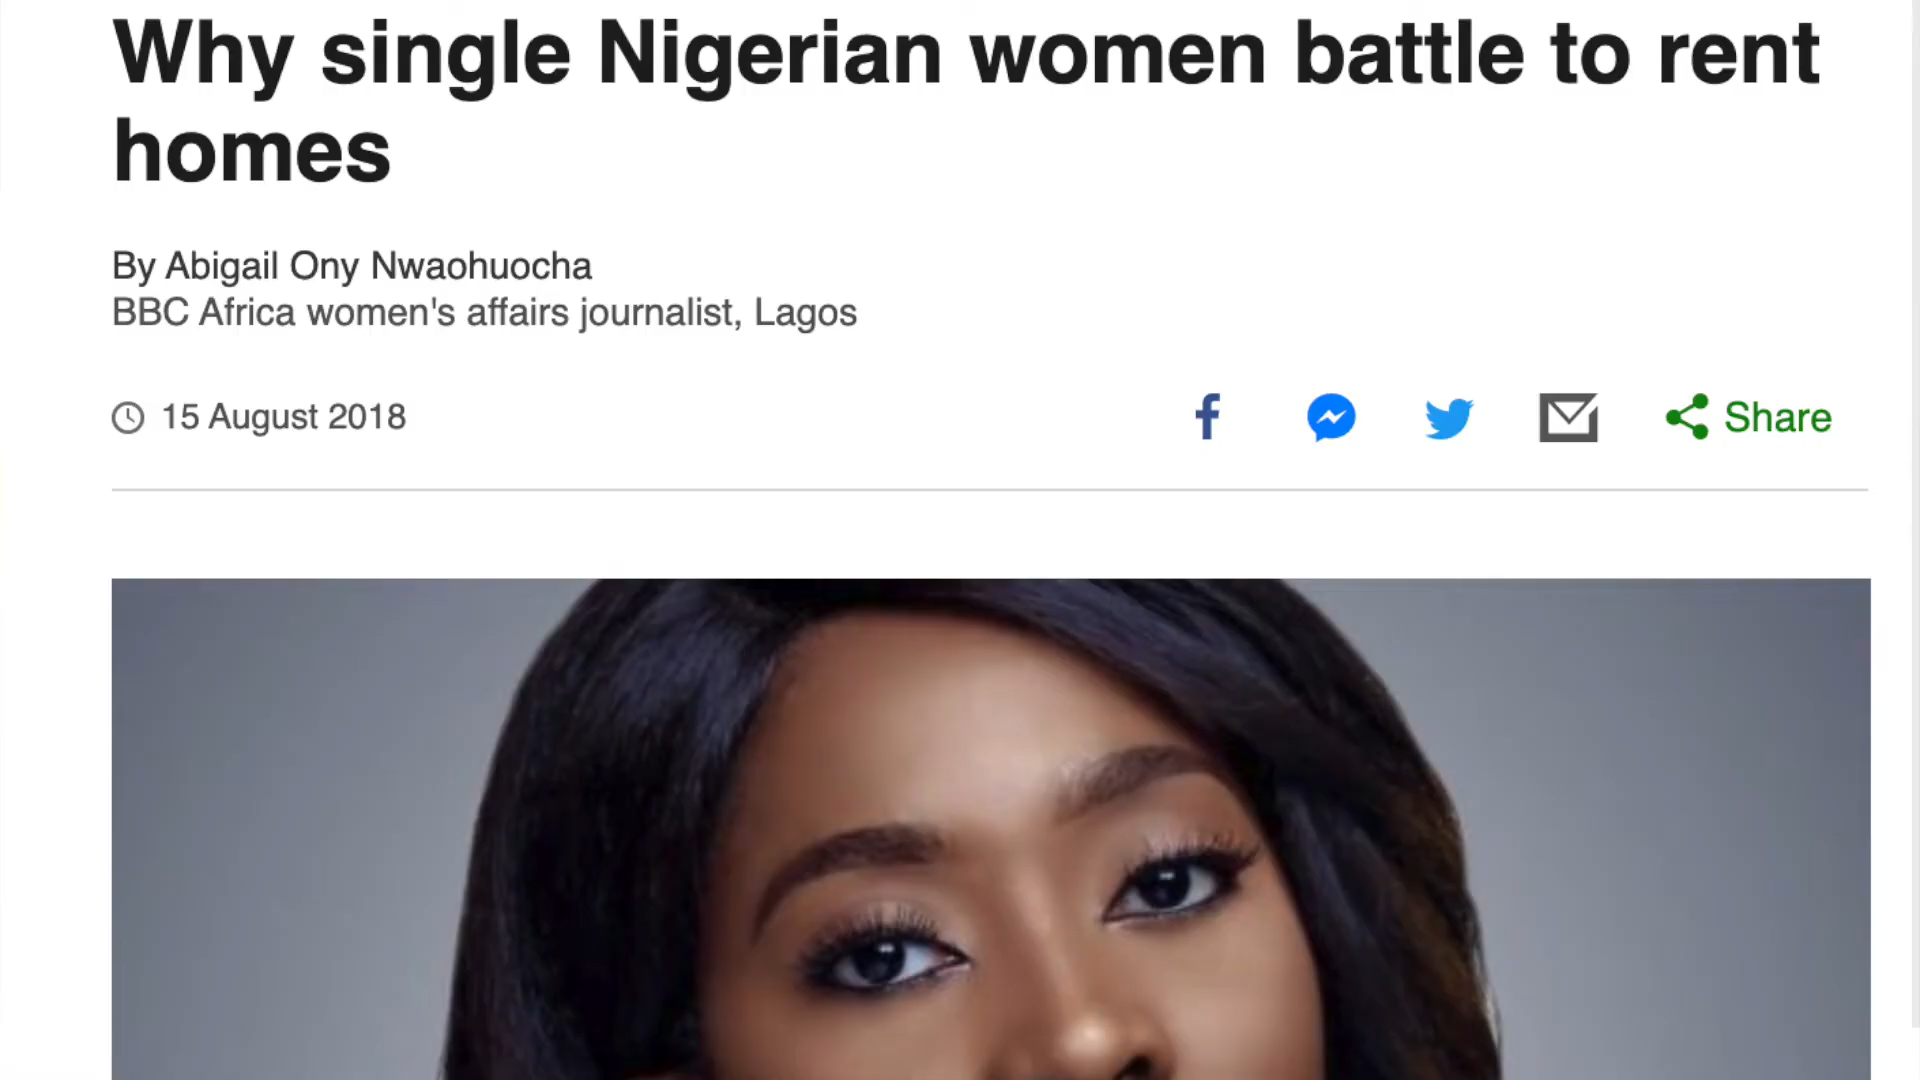 Why single Nigerian women battle to rent
homes
By Abigail Ony Nwaohuocha
BBC Africa women's affairs journalist, Lagos
15 August 2018
Share